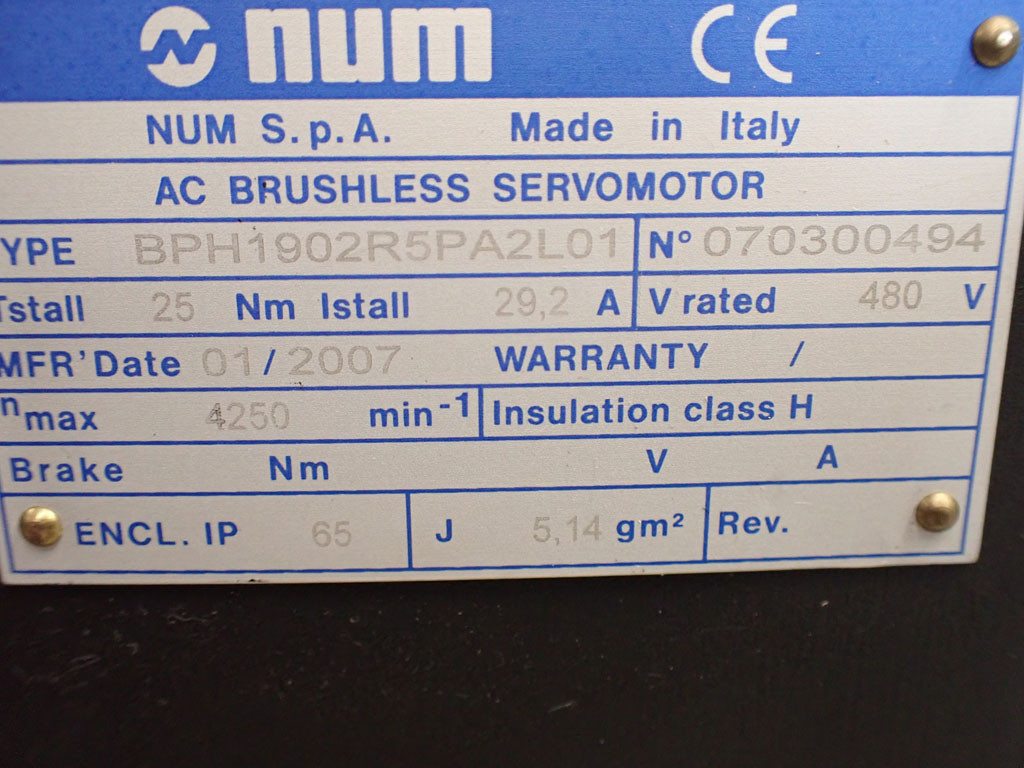 num CE
NUM S.p.A. Made in Italy
AC BRUSHLESS SERVOMOTOR
YPE BPH1902R5PA2L01 N° 070300494
Tstall 25 Nm Istall 29,2 A V rated 480 V
MFR'Date 01/2007 WARRANTY /
nmax 4250 min-1 Insulation class H
Brake Nm V A
ENCL. IP 65 J 5,14 gm² Rev.